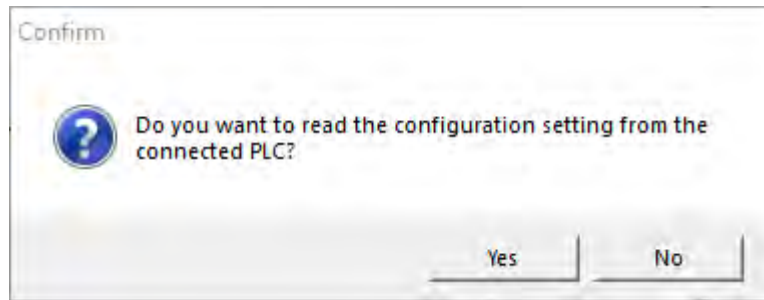 Confirm
Do you want to read the configuration setting from the
connected PLC?
Yes
No